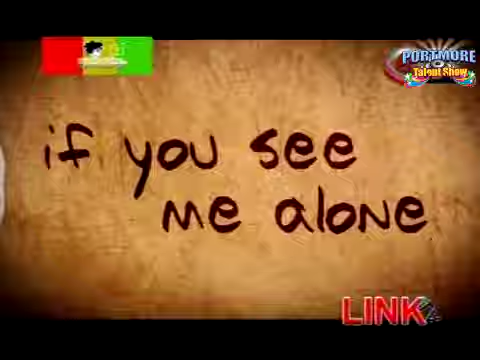 PORTMORE
Talent Show
if you see
me alone
LINK